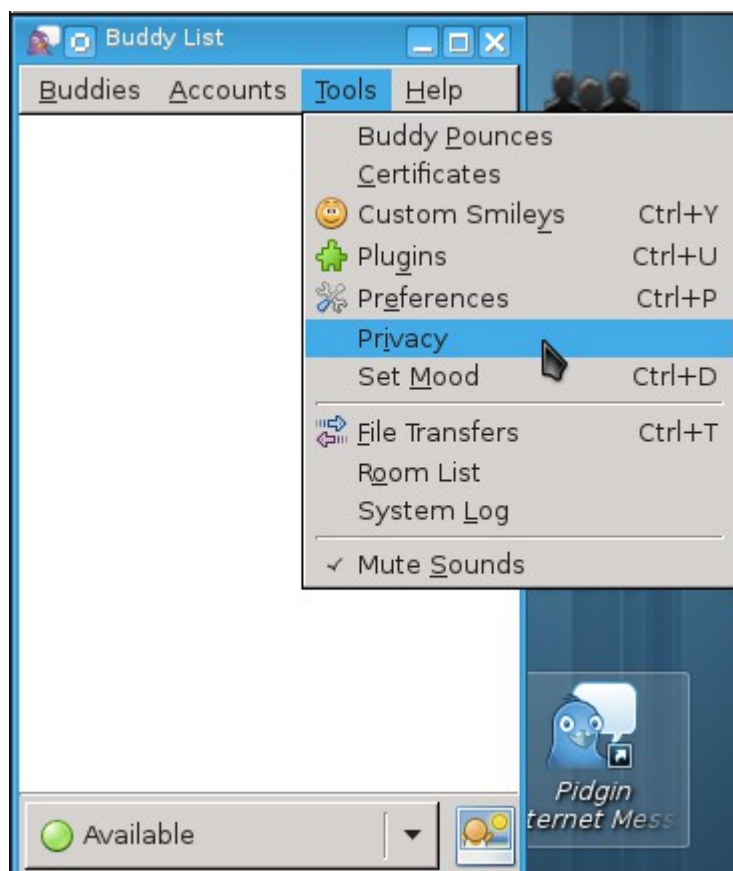 Buddy List
Buddies Accounts Tools Help
Buddy Pounces
Certificates
Custom Smileys Ctrl+Y
Plugins Ctrl+U
Preferences Ctrl+P
Privacy
Set Mood Ctrl+D
File Transfers Ctrl+T
Room List
System Log
Mute Sounds
Pidgin
ternet Mess
Available